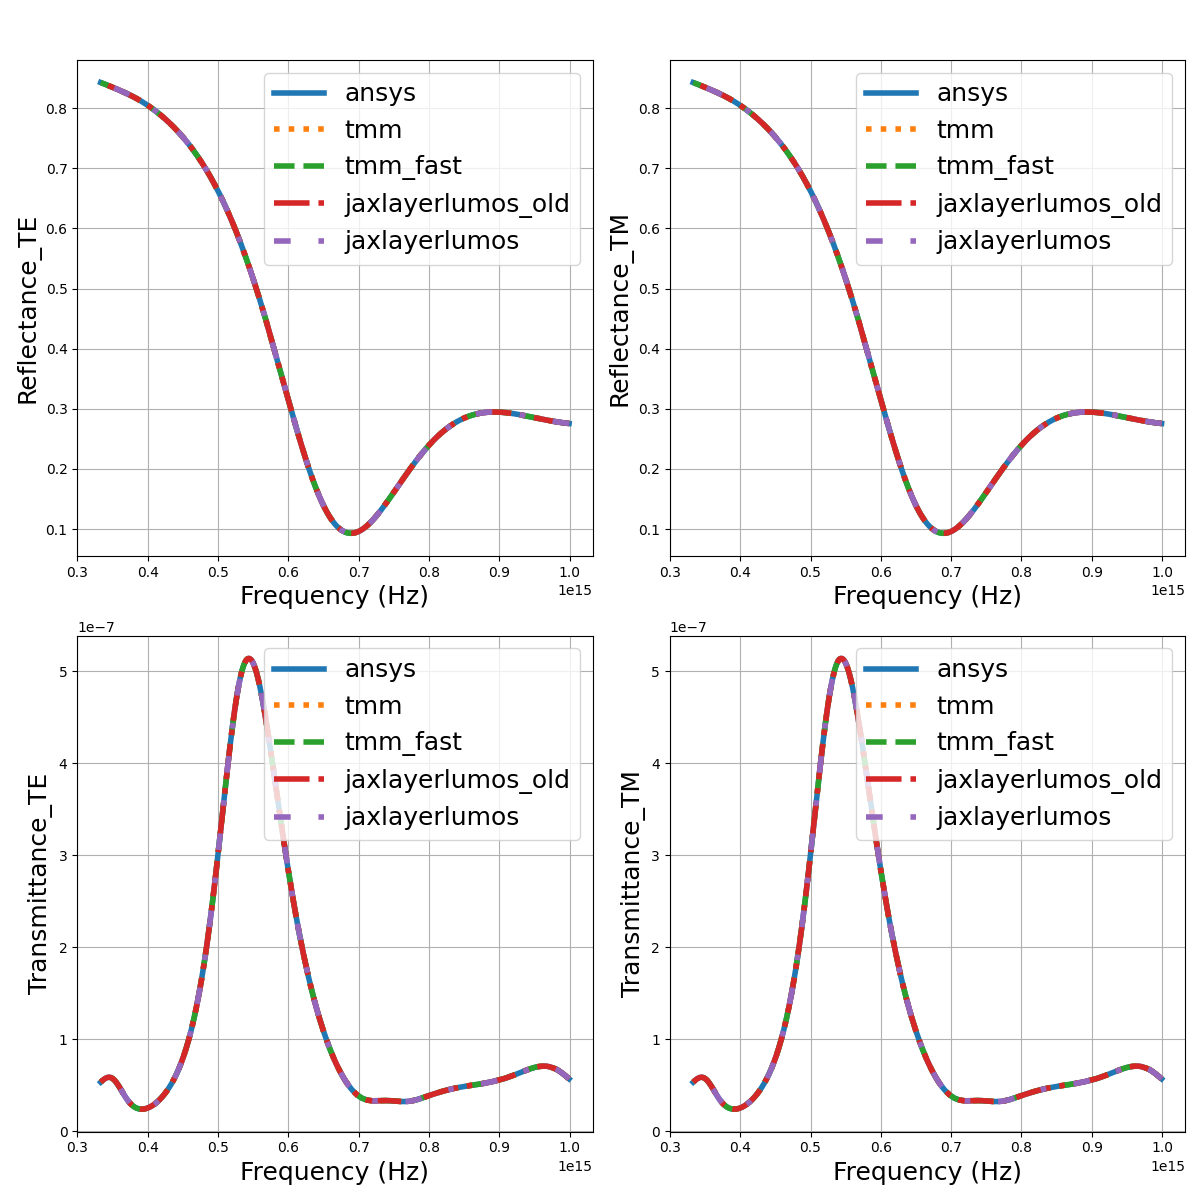 Reflectance_TE
0.8
0.7
0.6
0.5
0.4
0.3
0.2
0.1
ansys
tmm
tmm_fast
jaxlayerlumos_old
jaxlayerlumos
0.3 0.4 0.5 0.6 0.7 0.8 0.9 1.0
1e15
Frequency (Hz)
Reflectance_TM
0.8
0.7
0.6
0.5
0.4
0.3
0.2
0.1
ansys
tmm
tmm_fast
jaxlayerlumos_old
jaxlayerlumos
0.3 0.4 0.5 0.6 0.7 0.8 0.9 1.0
1e15
Frequency (Hz)
1e−7
Transmittance_TE
5
4
3
2
1
0
ansys
tmm
tmm_fast
jaxlayerlumos_old
jaxlayerlumos
0.3 0.4 0.5 0.6 0.7 0.8 0.9 1.0
1e15
Frequency (Hz)
1e−7
Transmittance_TM
5
4
3
2
1
0
ansys
tmm
tmm_fast
jaxlayerlumos_old
jaxlayerlumos
0.3 0.4 0.5 0.6 0.7 0.8 0.9 1.0
1e15
Frequency (Hz)